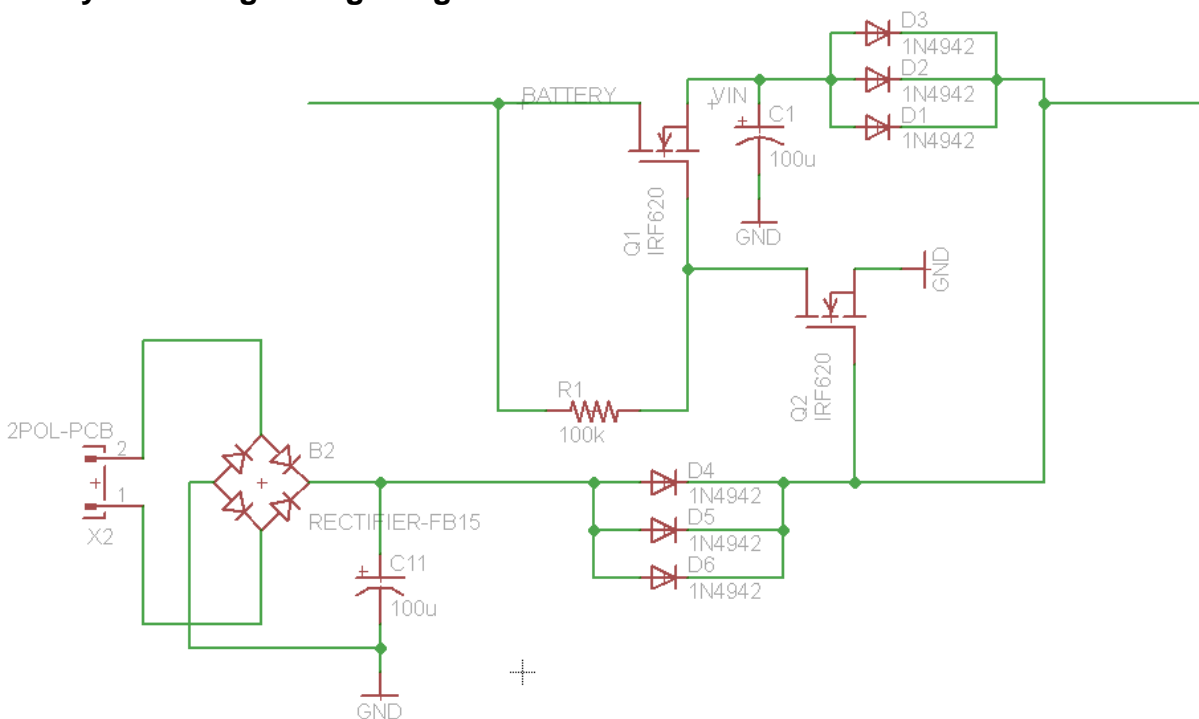 D3
1N4942
D2
1N4942
D1
1N4942
BATTERY
VIN
C1
100u
GND
Q1
IRF620
GND
Q2
IRF620
R1
100k
2POL-PCB
2
1
X2
B2
RECTIFIER-FB15
D4
1N4942
D5
1N4942
D6
1N4942
C11
100u
GND